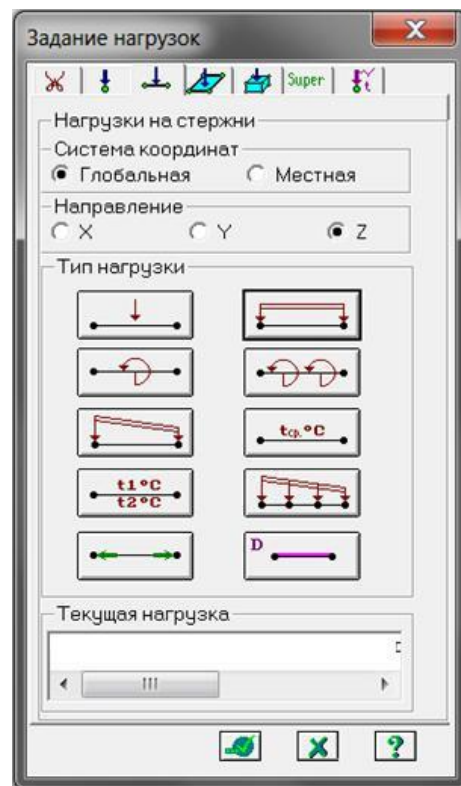 Задание нагрузок
Super
t
Нагрузки на стержни
Система координат
Глобальная Местная
Направление
X Y Z
Тип нагрузки
tср.°C
t1°C
t2°C
D
Текущая нагрузка